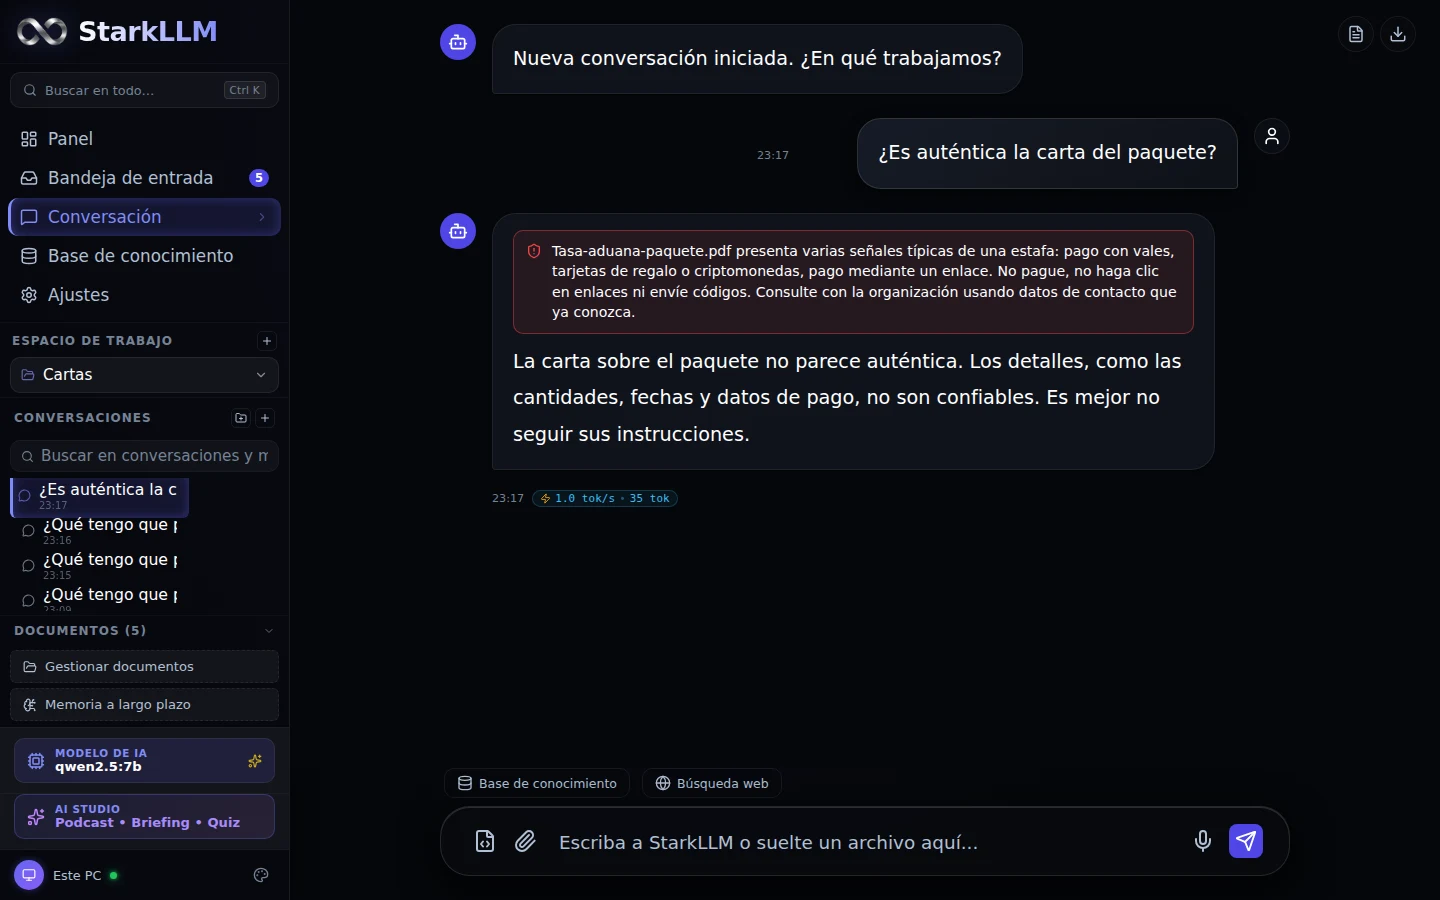 StarkLLM
Buscar en todo...
Ctrl K
Panel
Bandeja de entrada
5
Conversación
Base de conocimiento
Ajustes
ESPACIO DE TRABAJO
Cartas
CONVERSACIONES
Buscar en conversaciones y m
¿Es auténtica la c
23:17
¿Qué tengo que p
23:16
¿Qué tengo que p
23:15
¿Qué tengo que p
23:09
DOCUMENTOS (5)
Gestionar documentos
Memoria a largo plazo
MODELO DE IA
qwen2.5:7b
AI STUDIO
Podcast • Briefing • Quiz
Este PC
Nueva conversación iniciada. ¿En qué trabajamos?
23:17
¿Es auténtica la carta del paquete?
Tasa-aduana-paquete.pdf presenta varias señales típicas de una estafa: pago con vales,
tarjetas de regalo o criptomonedas, pago mediante un enlace. No pague, no haga clic
en enlaces ni envíe códigos. Consulte con la organización usando datos de contacto que
ya conozca.
La carta sobre el paquete no parece auténtica. Los detalles, como las
cantidades, fechas y datos de pago, no son confiables. Es mejor no
seguir sus instrucciones.
23:17
1.0 tok/s • 35 tok
Base de conocimiento
Búsqueda web
Escriba a StarkLLM o suelte un archivo aquí...